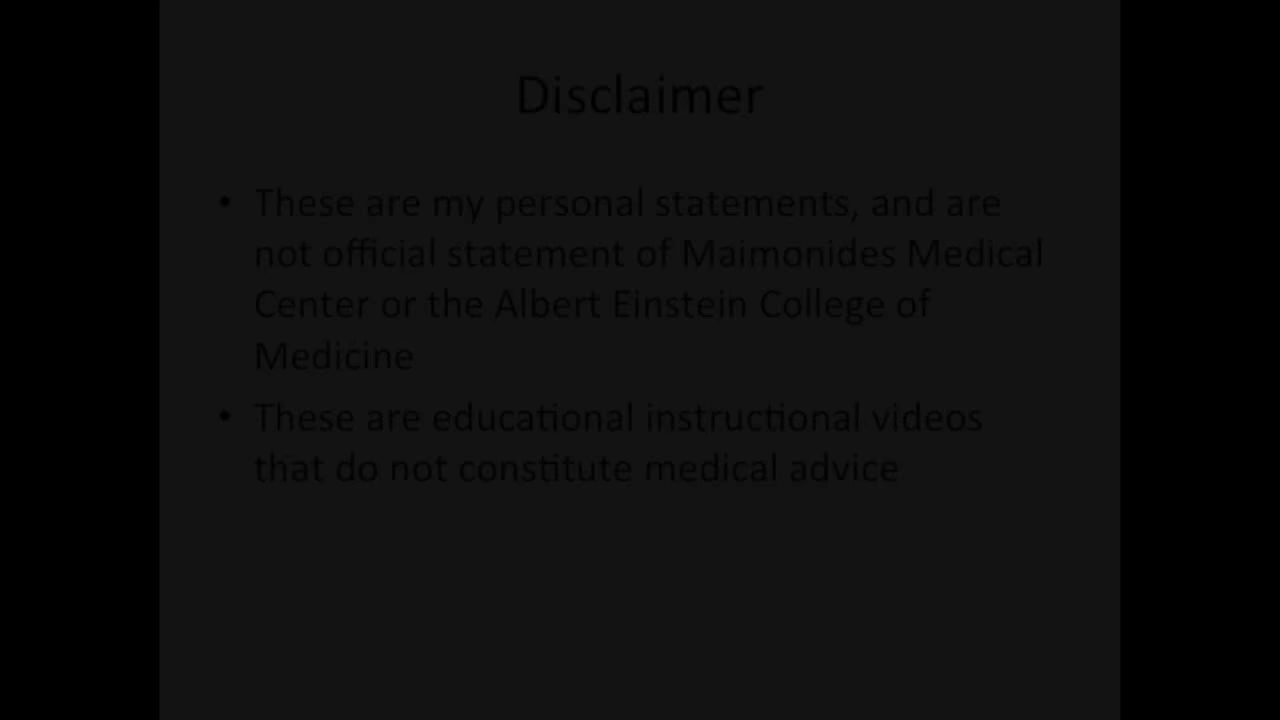 Disclaimer
• These are my personal statements, and are
not official statement of Maimonides Medical
Center or the Albert Einstein College of
Medicine
• These are educational instructional videos
that do not constitute medical advice